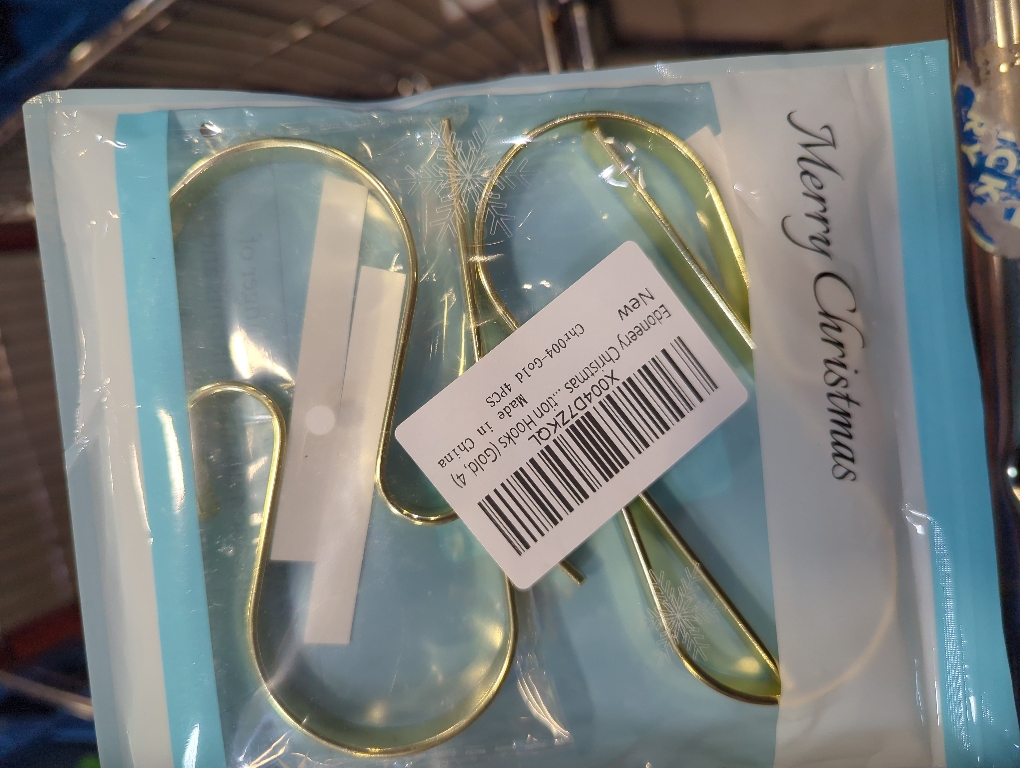 Merry Christmas
X004D7ZKQL
Edoneery Christmas ...tion Hooks (Gold, 4)
New
Chr004-Gold 4PCS
Made in China